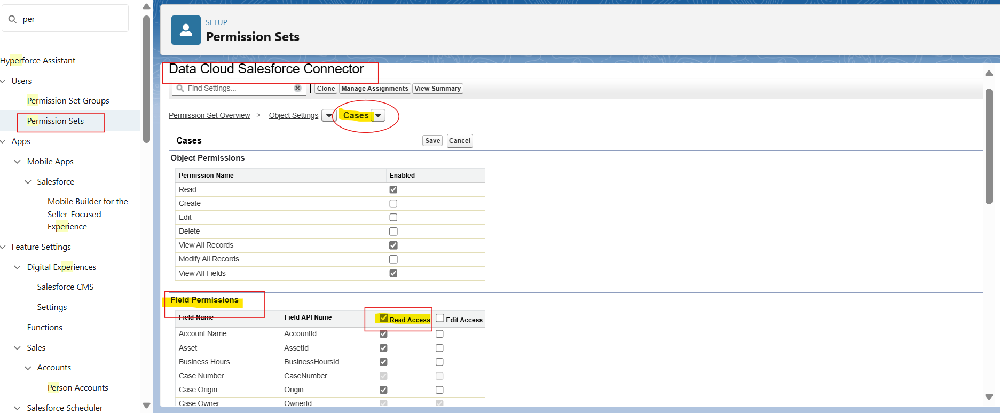 per
Hyperforce Assistant
Users
Permission Set Groups
Permission Sets
Apps
Mobile Apps
Salesforce
Mobile Builder for the
Seller-Focused
Experience
Feature Settings
Digital Experiences
Salesforce CMS
Settings
Functions
Sales
Accounts
Person Accounts
Salesforce Scheduler
SETUP
Permission Sets
Data Cloud Salesforce Connector
Find Settings... Clone Manage Assignments View Summary
Permission Set Overview > Object Settings Cases
Cases Save Cancel
Object Permissions
Permission Name Enabled
Read
Create
Edit
Delete
View All Records
Modify All Records
View All Fields
Field Permissions
Field Name Field API Name Read Access Edit Access
Account Name AccountId
Asset AssetId
Business Hours BusinessHoursId
Case Number CaseNumber
Case Origin Origin
Case Owner OwnerId